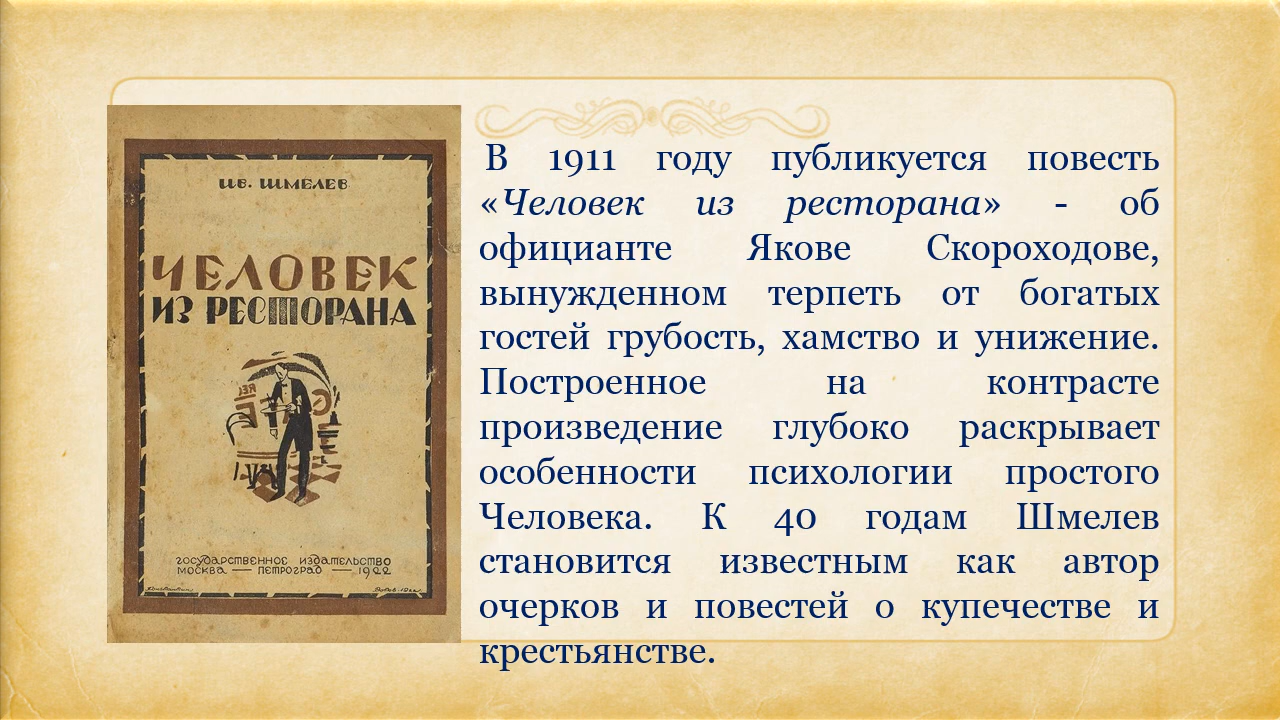 ИВ. ШМЕЛЕВ
ЧЕЛОВЕК
ИЗ РЕСТОРАНА
ГОСУДАРСТВЕННОЕ ИЗДАТЕЛЬСТВО
МОСКВА — ПЕТРОГРАД — 1922
В 1911 году публикуется повесть
«Человек из ресторана» - об
официанте Якове Скороходове,
вынужденном терпеть от богатых
гостей грубость, хамство и унижение.
Построенное на контрасте
произведение глубоко раскрывает
особенности психологии простого
Человека. К 40 годам Шмелев
становится известным как автор
очерков и повестей о купечестве и
крестьянстве.